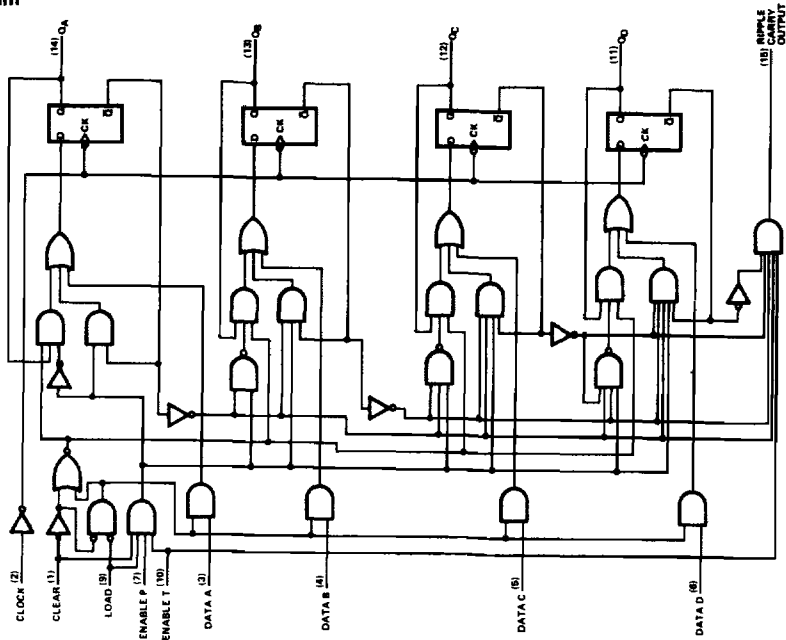 (14) QA
(13) QB
(12) QC
(11) QD
(15) RIPPLE
CARRY
OUTPUT
D Q
CK
Q
D Q
CK
Q
D Q
CK
Q
D Q
CK
Q
CLOCK (2)
CLEAR (1)
LOAD (9)
ENABLE P (7)
ENABLE T (10)
DATA A (3)
DATA B (4)
DATA C (5)
DATA D (6)